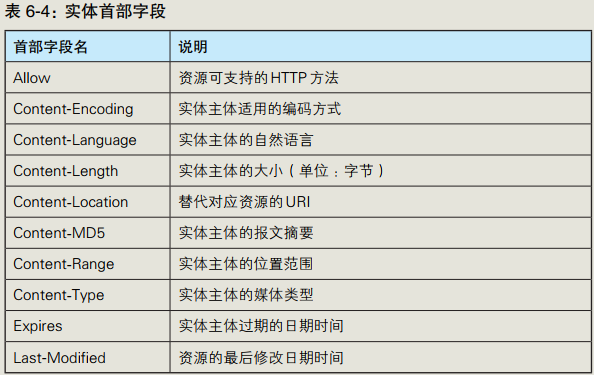 表 6-4：实体首部字段
首部字段名 说明
Allow 资源可支持的HTTP方法
Content-Encoding 实体主体适用的编码方式
Content-Language 实体主体的自然语言
Content-Length 实体主体的大小（单位：字节）
Content-Location 替代对应资源的URI
Content-MD5 实体主体的报文摘要
Content-Range 实体主体的位置范围
Content-Type 实体主体的媒体类型
Expires 实体主体过期的日期时间
Last-Modified 资源的最后修改日期时间